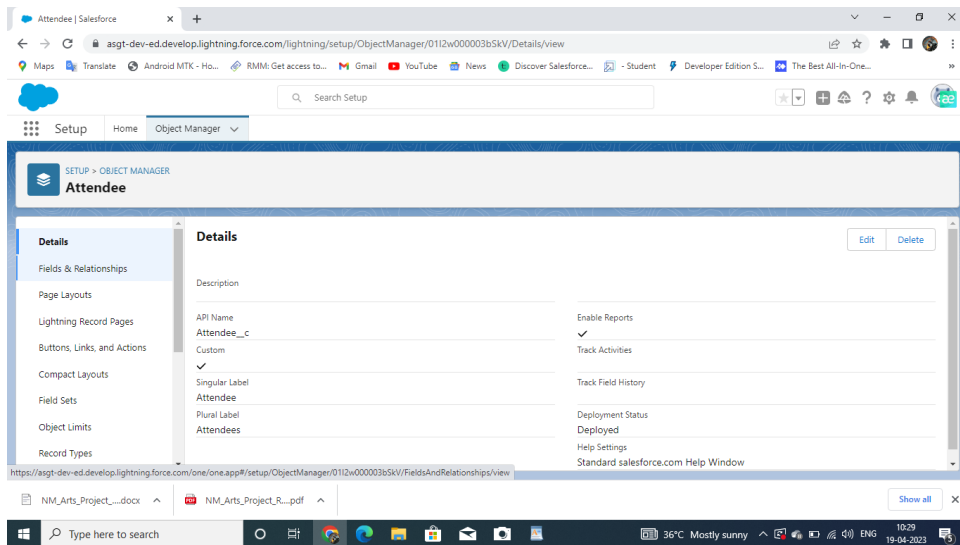 Attendee | Salesforce
asgt-dev-ed.develop.lightning.force.com/lightning/setup/ObjectManager/01I2w000003bSkV/Details/view
Maps Translate Android MTK - Ho... RMM: Get access to... Gmail YouTube News Discover Salesforce... - Student Developer Edition S... The Best All-In-One... »
Search Setup
Setup Home Object Manager
SETUP > OBJECT MANAGER
Attendee
Details
Fields & Relationships
Page Layouts
Lightning Record Pages
Buttons, Links, and Actions
Compact Layouts
Field Sets
Object Limits
Record Types
Details
Edit Delete
Description
API Name
Attendee__c
Custom
Singular Label
Attendee
Plural Label
Attendees
Enable Reports
Track Activities
Track Field History
Deployment Status
Deployed
Help Settings
Standard salesforce.com Help Window
https://asgt-dev-ed.develop.lightning.force.com/one/one.app#/setup/ObjectManager/01I2w000003bSkV/FieldsAndRelationships/view
NM_Arts_Project_....docx NM_Arts_Project_R....pdf Show all
Type here to search
36°C Mostly sunny ENG
10:29
19-04-2023